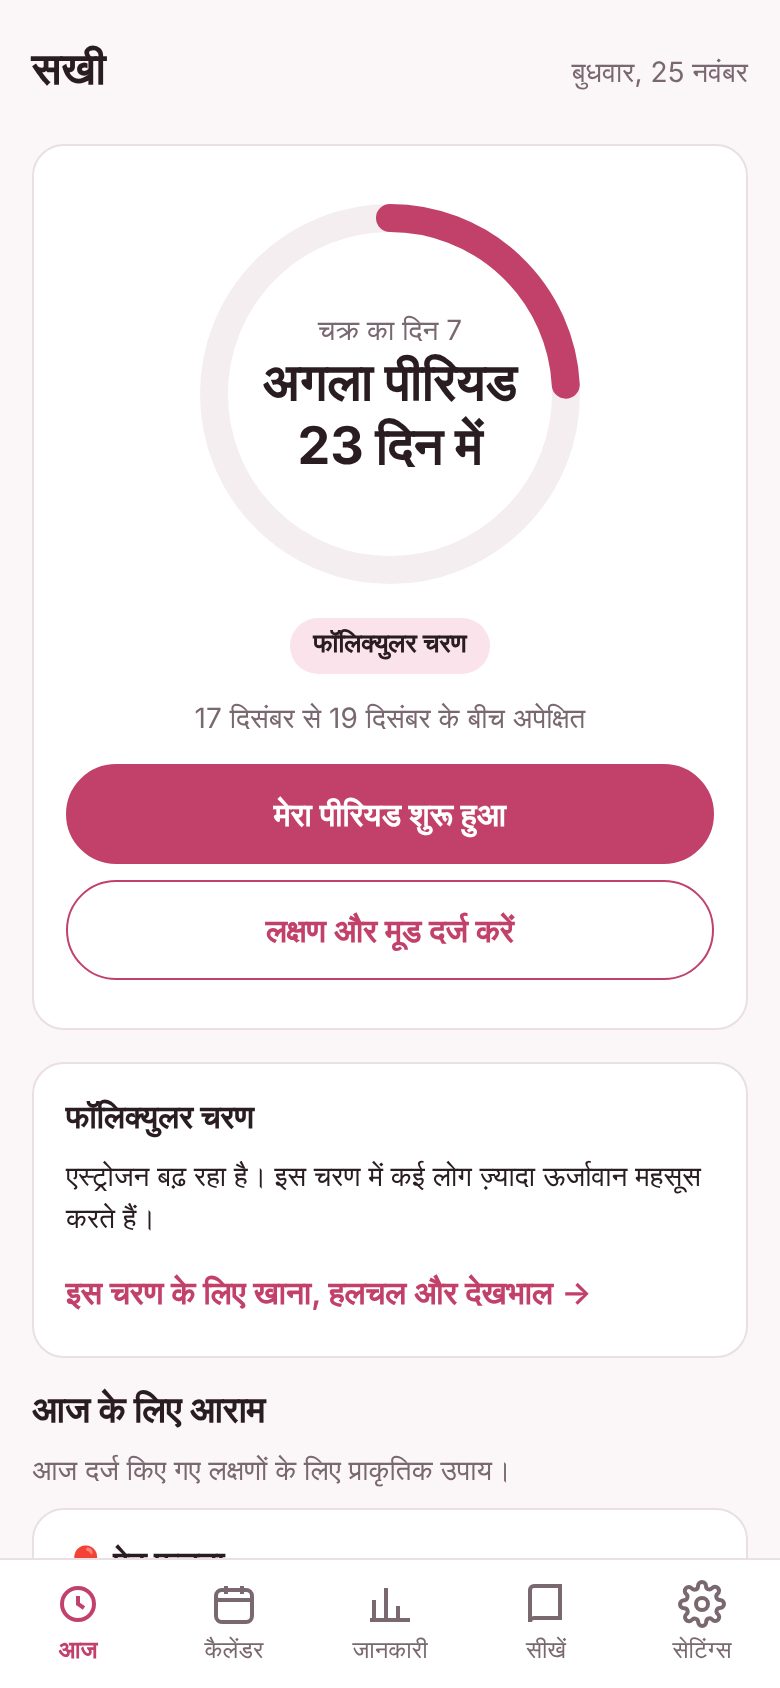 सखी
बुधवार, 25 नवंबर
चक्र का दिन 7
अगला पीरियड
23 दिन में
फॉलिक्युलर चरण
17 दिसंबर से 19 दिसंबर के बीच अपेक्षित
मेरा पीरियड शुरू हुआ
लक्षण और मूड दर्ज करें
फॉलिक्युलर चरण
एस्ट्रोजन बढ़ रहा है। इस चरण में कई लोग ज़्यादा ऊर्जावान महसूस
करते हैं।
इस चरण के लिए खाना, हलचल और देखभाल →
आज के लिए आराम
आज दर्ज किए गए लक्षणों के लिए प्राकृतिक उपाय।
आज
कैलेंडर
जानकारी
सीखें
सेटिंग्स